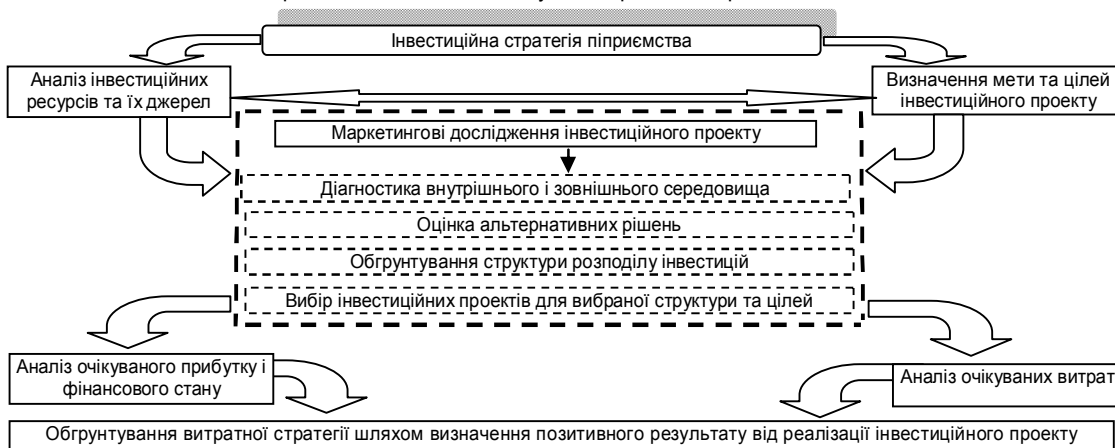 Інвестиційна стратегія піприємства
Аналіз інвестиційних
ресурсів та їх джерел
Визначення мети та цілей
інвестиційного проекту
Маркетингові дослідження інвестиційного проекту
Діагностика внутрішнього і зовнішнього середовища
Оцінка альтернативних рішень
Обгрунтування структури розподілу інвестицій
Вибір інвестиційних проектів для вибраної структури та цілей
Аналіз очікуваного прибутку і
фінансового стану
Аналіз очікуваних витрат
Обгрунтування витратної стратегії шляхом визначення позитивного результату від реалізації інвестиційного проекту